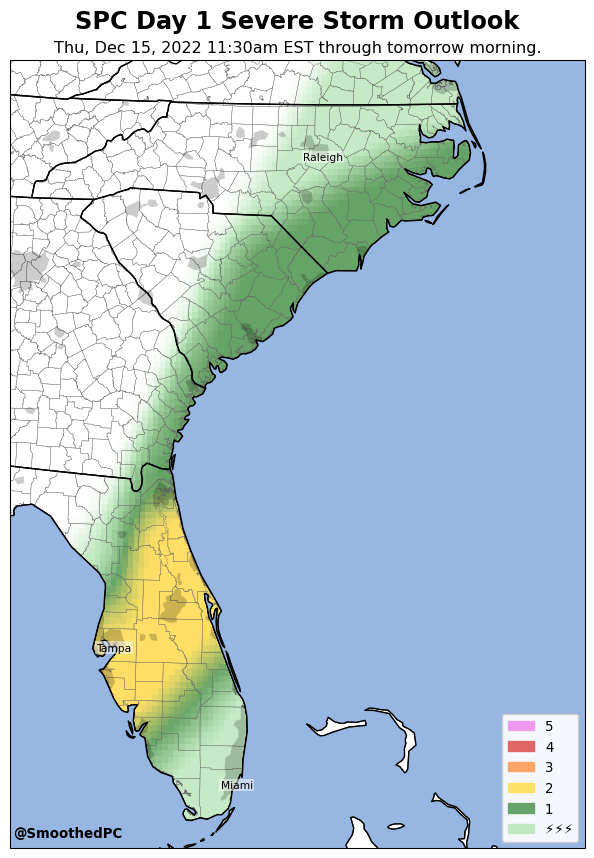 SPC Day 1 Severe Storm Outlook
Thu, Dec 15, 2022 11:30am EST through tomorrow morning.
Raleigh
Tampa
Miami
5
4
3
2
1
⚡⚡⚡
@SmoothedPC